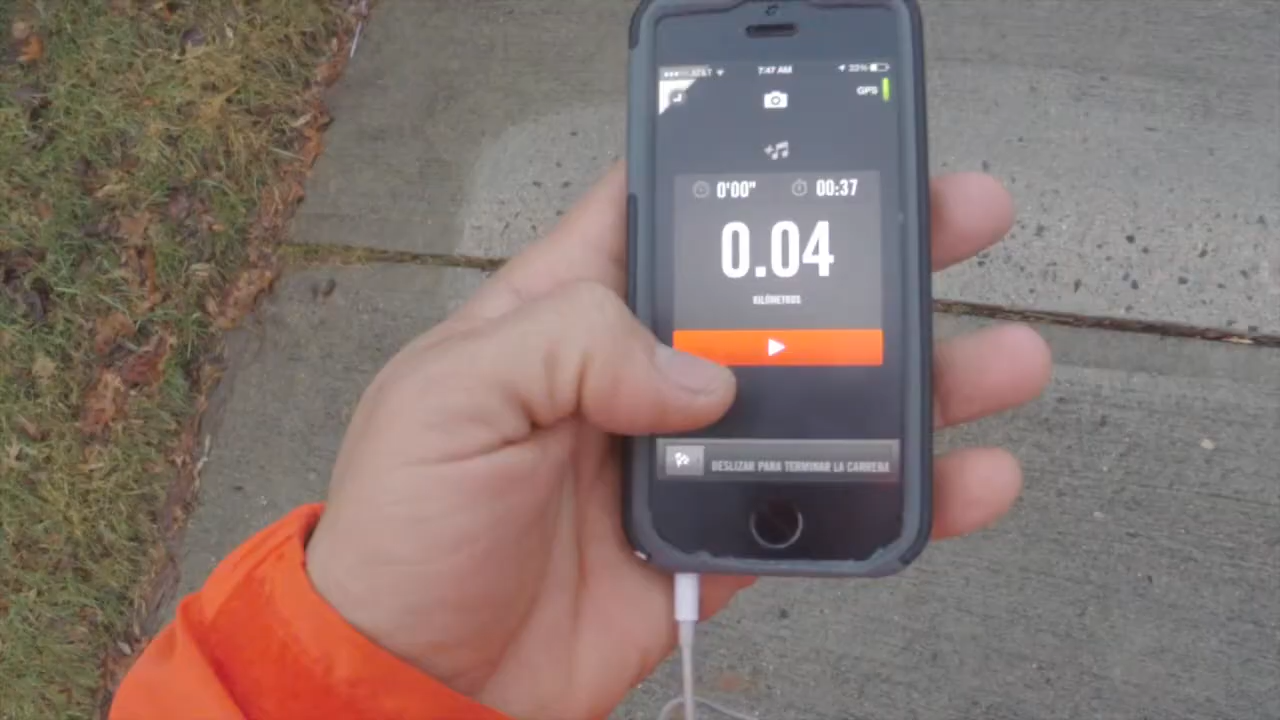 AT&T 7:47 AM 22%
GPS
0'00" 00:37
0.04
KILÓMETROS
DESLIZAR PARA TERMINAR LA CARRERA